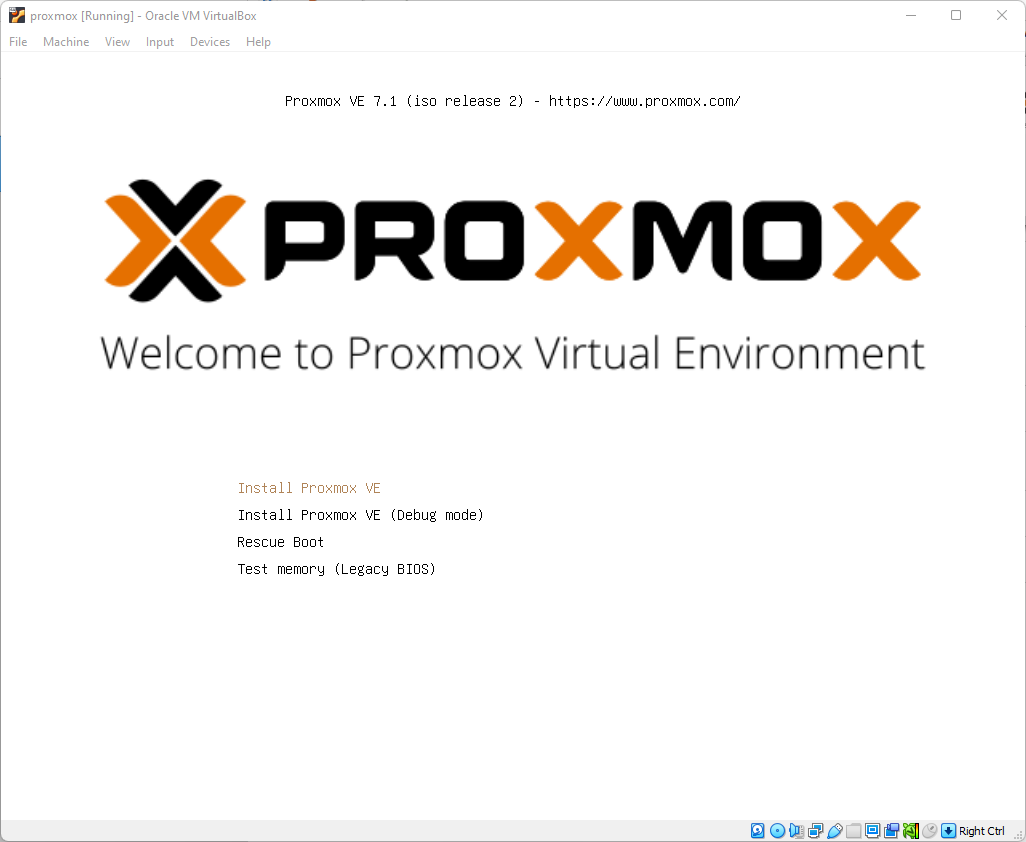 proxmox [Running] - Oracle VM VirtualBox
File Machine View Input Devices Help
Proxmox VE 7.1 (iso release 2) - https://www.proxmox.com/
PROXMOX
Welcome to Proxmox Virtual Environment
Install Proxmox VE
Install Proxmox VE (Debug mode)
Rescue Boot
Test memory (Legacy BIOS)
Right Ctrl